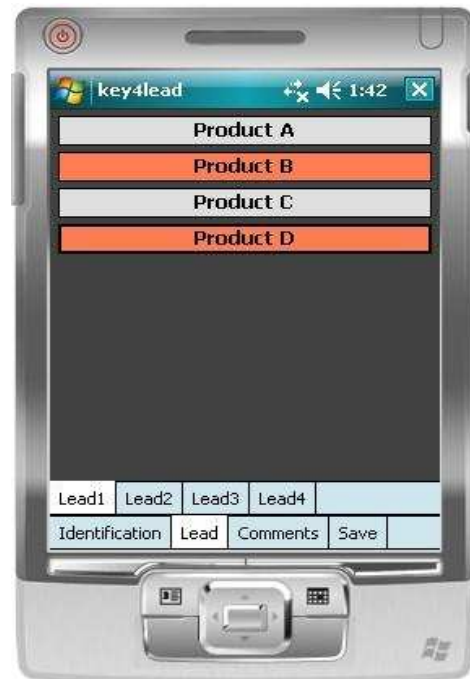 key4lead 1:42
Product A
Product B
Product C
Product D
Lead1 Lead2 Lead3 Lead4
Identification Lead Comments Save